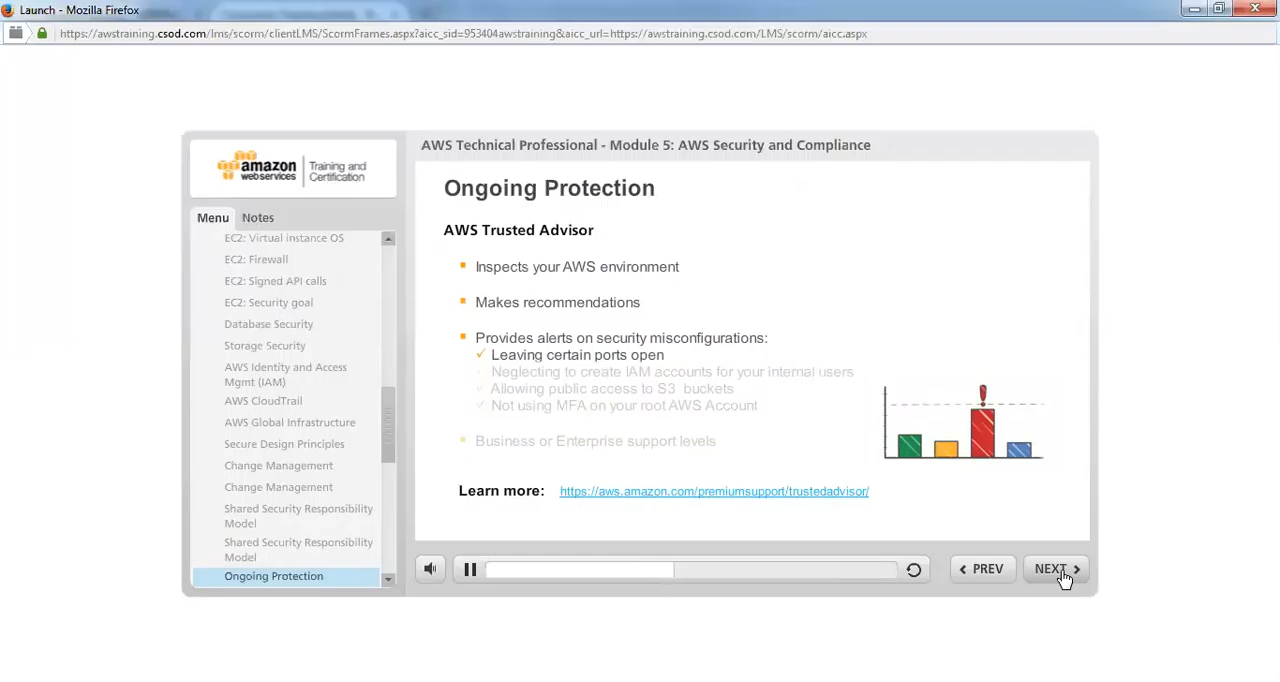 Launch - Mozilla Firefox
https://awstraining.csod.com/lms/scorm/clientLMS/ScormFrames.aspx?aicc_sid=953404awstraining&aicc_url=https://awstraining.csod.com/LMS/scorm/aicc.aspx
AWS Technical Professional - Module 5: AWS Security and Compliance
amazon
webservices
Training and
Certification
Menu
Notes
EC2: Virtual instance OS
EC2: Firewall
EC2: Signed API calls
EC2: Security goal
Database Security
Storage Security
AWS Identity and Access
Mgmt (IAM)
AWS CloudTrail
AWS Global Infrastructure
Secure Design Principles
Change Management
Change Management
Shared Security Responsibility
Model
Shared Security Responsibility
Model
Ongoing Protection
Ongoing Protection
AWS Trusted Advisor
Inspects your AWS environment
Makes recommendations
Provides alerts on security misconfigurations:
Leaving certain ports open
Neglecting to create IAM accounts for your internal users
Allowing public access to S3 buckets
Not using MFA on your root AWS Account
Business or Enterprise support levels
Learn more: https://aws.amazon.com/premiumsupport/trustedadvisor/
PREV
NEXT